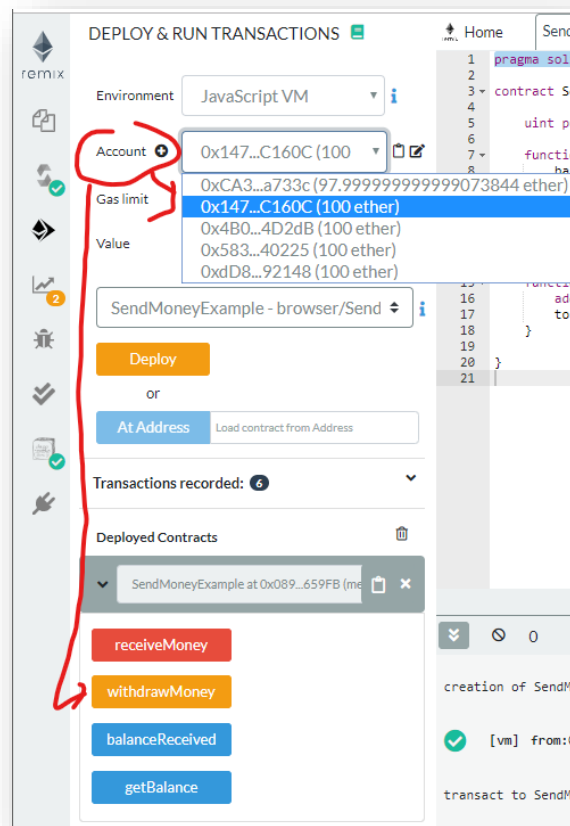 DEPLOY & RUN TRANSACTIONS
remix
Environment
JavaScript VM
i
Account
0x147...C160C (100
0xCA3...a733c (97.999999999999073844 ether)
0x147...C160C (100 ether)
0x4B0...4D2dB (100 ether)
0x583...40225 (100 ether)
0xdD8...92148 (100 ether)
Gas limit
Value
SendMoneyExample - browser/Send
i
Deploy
or
At Address
Load contract from Address
Transactions recorded: 6
Deployed Contracts
SendMoneyExample at 0x089...659FB (me
receiveMoney
withdrawMoney
balanceReceived
getBalance
2
Home
Send
1 pragma sol
2
3 contract S
4
5 uint p
6
7 functi
8 ba
15 functi
16 ad
17 to
18 }
19
20 }
21
0
creation of SendM
[vm] from:
transact to SendM